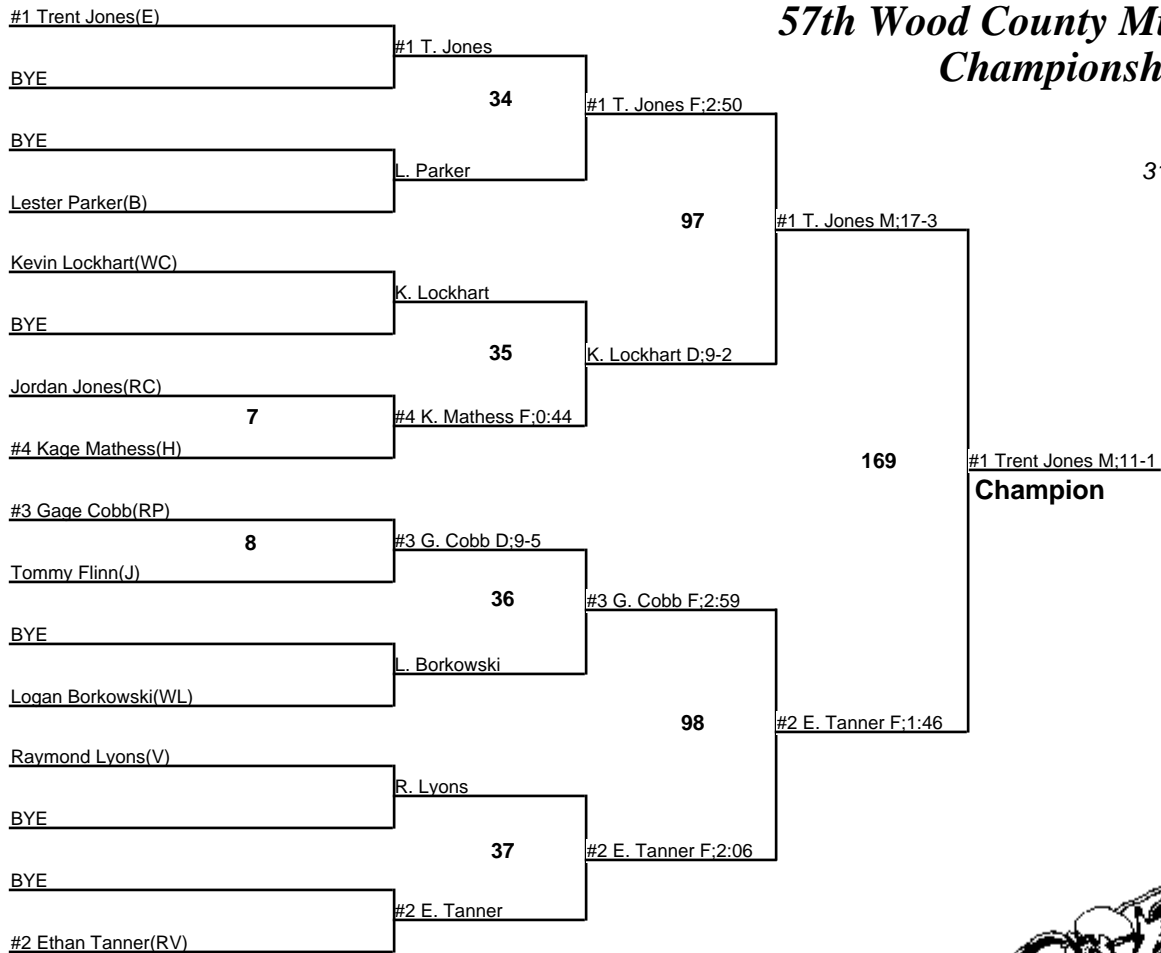 57th Wood County Mi
Championsh
31
#1 Trent Jones(E)
BYE
BYE
Lester Parker(B)
Kevin Lockhart(WC)
BYE
Jordan Jones(RC)
7
#4 Kage Mathess(H)
#3 Gage Cobb(RP)
8
Tommy Flinn(J)
BYE
Logan Borkowski(WL)
Raymond Lyons(V)
BYE
BYE
#2 Ethan Tanner(RV)
#1 T. Jones
34
L. Parker
K. Lockhart
35
#4 K. Mathess F;0:44
#3 G. Cobb D;9-5
36
L. Borkowski
R. Lyons
37
#2 E. Tanner
#1 T. Jones F;2:50
97
K. Lockhart D;9-2
#3 G. Cobb F;2:59
98
#2 E. Tanner F;2:06
#1 T. Jones M;17-3
169
#2 E. Tanner F;1:46
#1 Trent Jones M;11-1
Champion